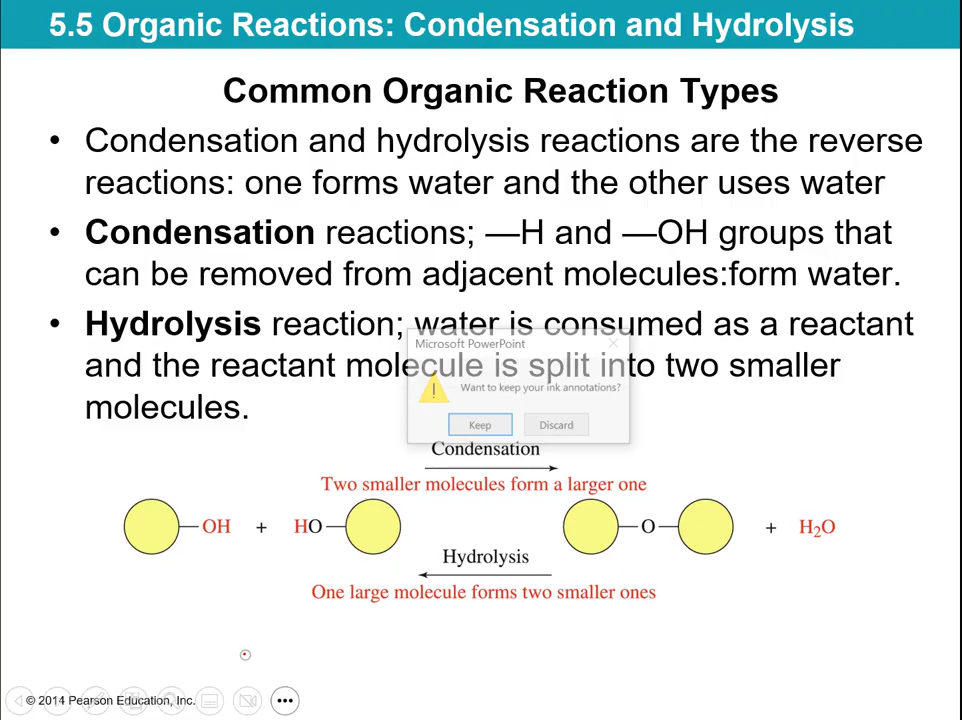 5.5 Organic Reactions: Condensation and Hydrolysis
Common Organic Reaction Types
• Condensation and hydrolysis reactions are the reverse
reactions: one forms water and the other uses water
• Condensation reactions; —H and —OH groups that
can be removed from adjacent molecules:form water.
• Hydrolysis reaction; water is consumed as a reactant
and the reactant molecule is split into two smaller
molecules.
Microsoft PowerPoint
Want to keep your ink annotations?
Keep Discard
Condensation
Two smaller molecules form a larger one
OH + HO O + H₂O
Hydrolysis
One large molecule forms two smaller ones
© 2014 Pearson Education, Inc.